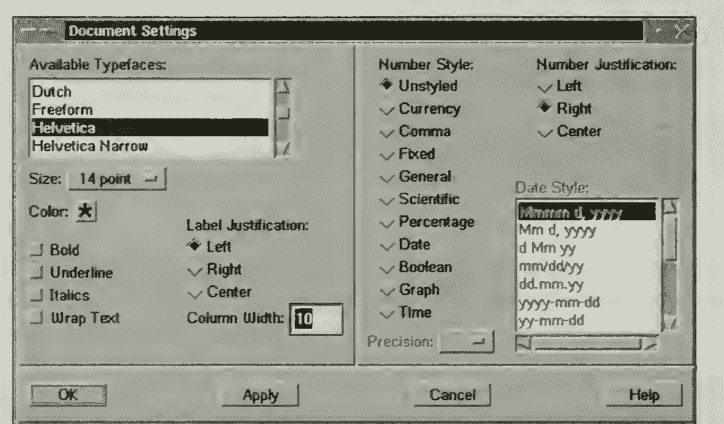 Document Settings
Available Typefaces:
Dutch
Freeform
Helvetica
Helvetica Narrow
Size: 14 point
Color:
Bold
Underline
Italics
Wrap Text
Label Justification:
Left
Right
Center
Column Width: 10
Number Style:
Unstyled
Currency
Comma
Fixed
General
Scientific
Percentage
Date
Boolean
Graph
Time
Precision:
Number Justification:
Left
Right
Center
Date Style:
Mmmm d, yyyy
Mm d, yyyy
d Mm yy
mm/dd/yy
dd.mm.yy
yyyy-mm-dd
yy-mm-dd
OK Apply Cancel Help